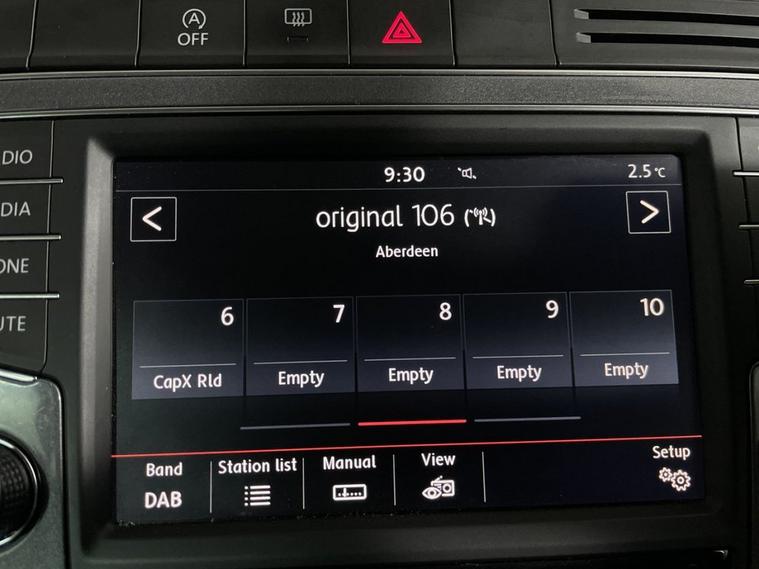 A
OFF
DIO
DIA
ONE
UTE
9:30
2.5°C
<
original 106
>
Aberdeen
6
7
8
9
10
CapX Rld
Empty
Empty
Empty
Empty
Band
Station list
Manual
View
Setup
DAB